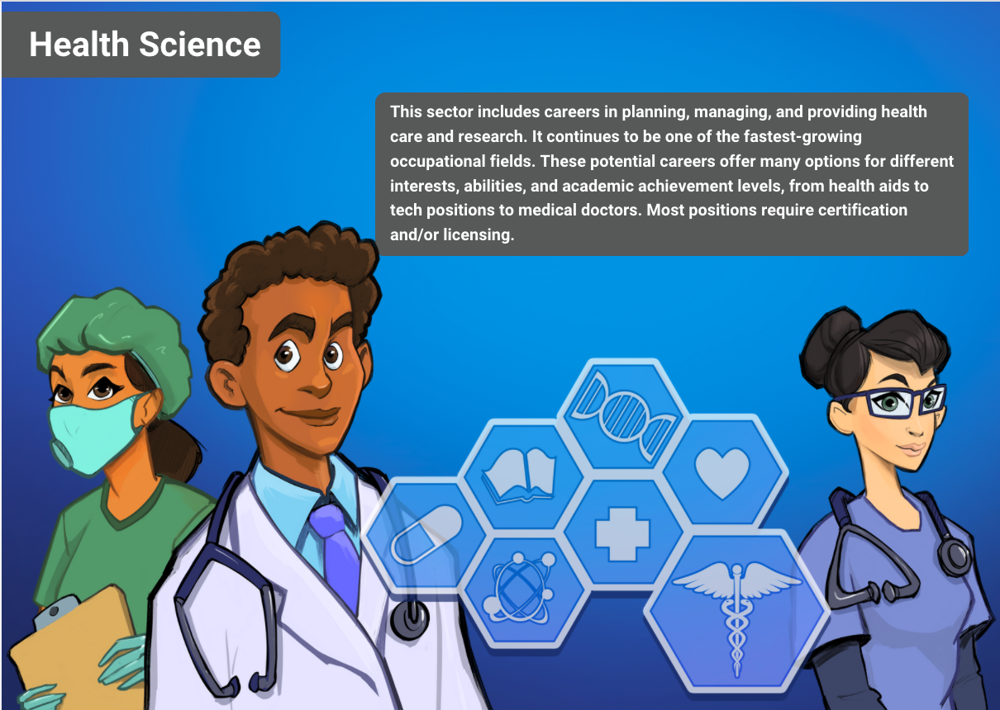 Health Science
This sector includes careers in planning, managing, and providing health
care and research. It continues to be one of the fastest-growing
occupational fields. These potential careers offer many options for different
interests, abilities, and academic achievement levels, from health aids to
tech positions to medical doctors. Most positions require certification
and/or licensing.